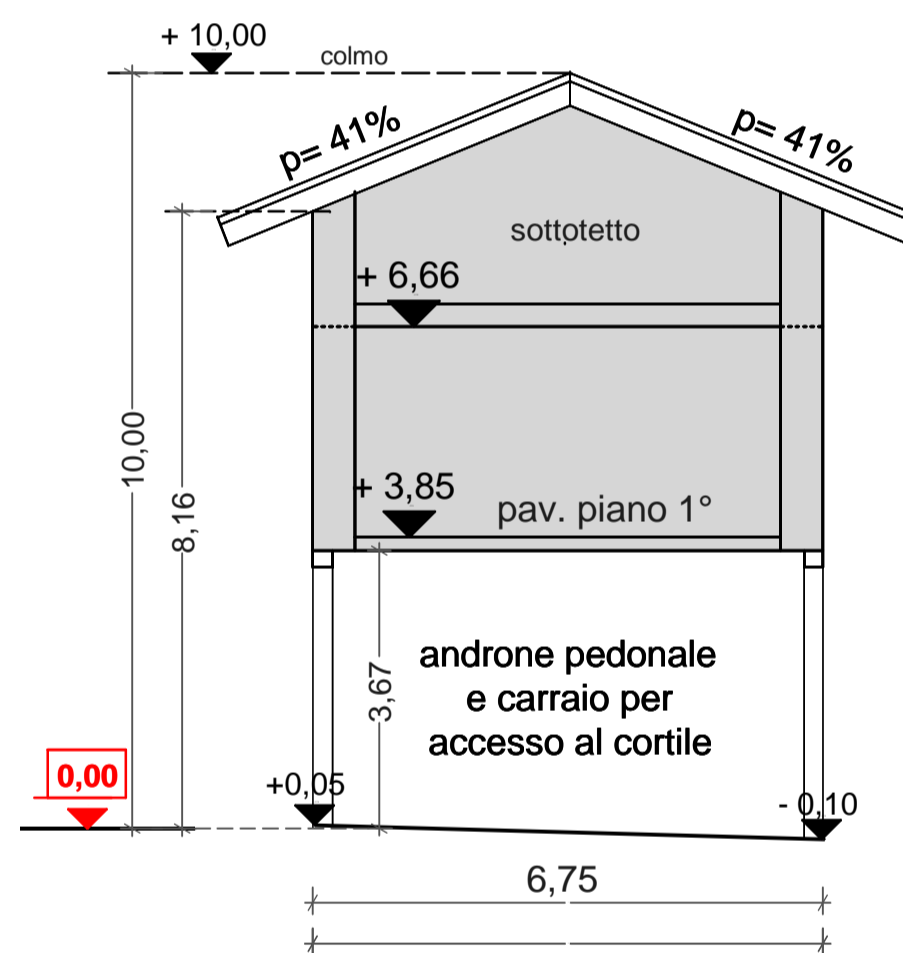 + 10,00
colmo
p= 41%
p= 41%
sottotetto
+ 6,66
10,00
8,16
+ 3,85
pav. piano 1°
3,67
androne pedonale
e carraio per
accesso al cortile
0,00
+0,05
- 0,10
6,75